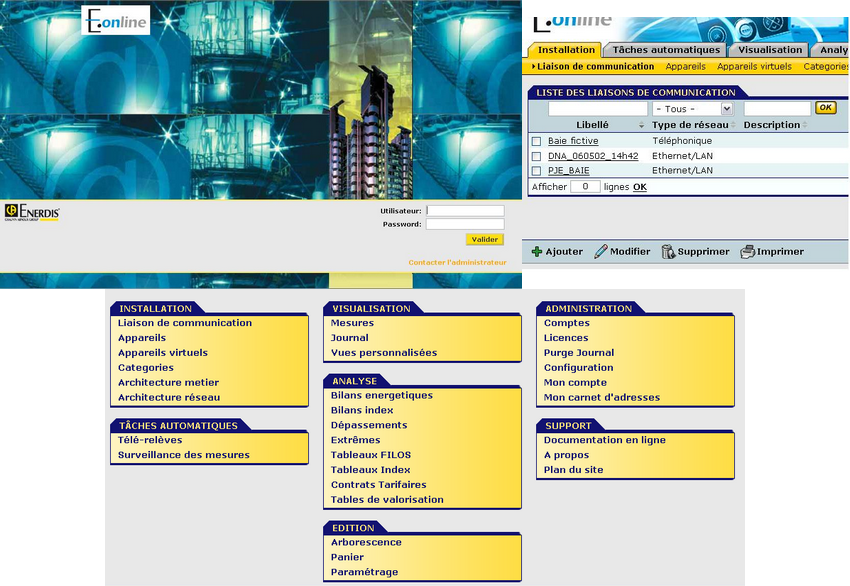 E.online
ENERDIS
Utilisateur:
Password:
Valider
Contacter l'administrateur
E.online
Installation Tâches automatiques Visualisation Analy
Liaison de communication Appareils Appareils virtuels Categories
LISTE DES LIAISONS DE COMMUNICATION
- Tous - OK
Libellé Type de réseau Description
Baie fictive Téléphonique
DNA_060502_14h42 Ethernet/LAN
PJE_BAIE Ethernet/LAN
Afficher 0 lignes OK
Ajouter Modifier Supprimer Imprimer
INSTALLATION
Liaison de communication
Appareils
Appareils virtuels
Categories
Architecture metier
Architecture réseau
TÂCHES AUTOMATIQUES
Télé-relèves
Surveillance des mesures
VISUALISATION
Mesures
Journal
Vues personnalisées
ANALYSE
Bilans energetiques
Bilans index
Dépassements
Extrêmes
Tableaux FILOS
Tableaux Index
Contrats Tarifaires
Tables de valorisation
EDITION
Arborescence
Panier
Paramétrage
ADMINISTRATION
Comptes
Licences
Purge Journal
Configuration
Mon compte
Mon carnet d'adresses
SUPPORT
Documentation en ligne
A propos
Plan du site